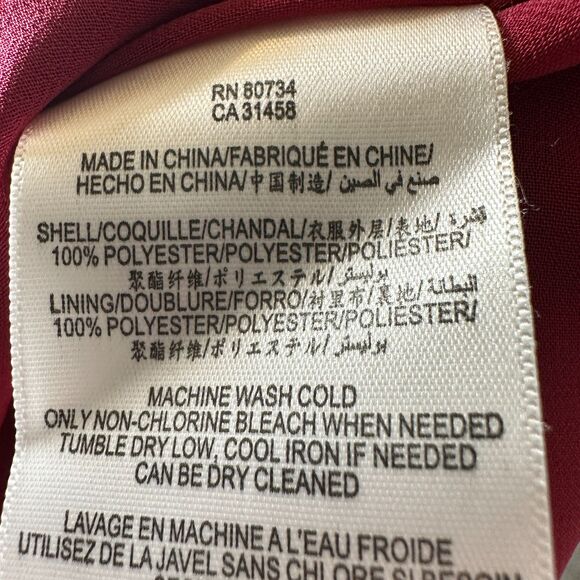 RN 80734
CA 31458
MADE IN CHINA/FABRIQUÉ EN CHINE/
HECHO EN CHINA/中国制造/ صنع في الصين
SHELL/COQUILLE/CHANDAL/衣服外层/表地/ قشرة
100% POLYESTER/POLYESTER/POLIESTER/
聚酯纤维/ポリエステル/بوليستر/
LINING/DOUBLURE/FORRO/衬里布/裏地/البطانة/
100% POLYESTER/POLYESTER/POLIESTER/
聚酯纤维/ポリエステル/بوليستر
MACHINE WASH COLD
ONLY NON-CHLORINE BLEACH WHEN NEEDED
TUMBLE DRY LOW, COOL IRON IF NEEDED
CAN BE DRY CLEANED
LAVAGE EN MACHINE A L'EAU FROIDE
UTILISEZ DE LA JAVEL SANS CHLORE SI BESOIN